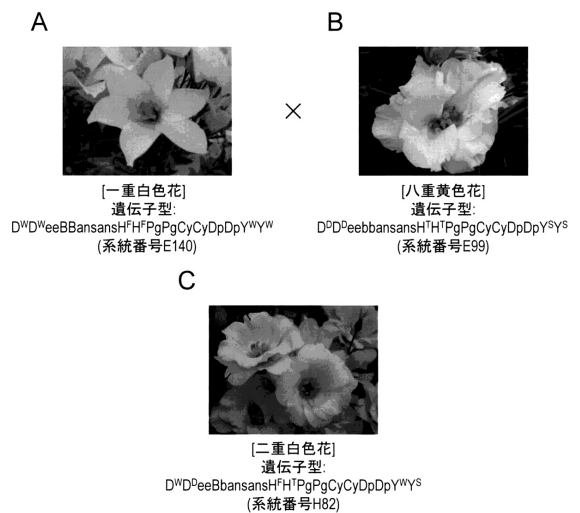 A
B
×
[一重白色花]
遺伝子型:
DᵂDᵂeeBBansansHᶠHᶠPgPgCyCyDpDpYᵂYᵂ
(系統番号E140)
[八重黄色花]
遺伝子型:
DᴰDᴰeebbansansHᵀHᵀPgPgCyCyDpDpYˢYˢ
(系統番号E99)
C
[二重白色花]
遺伝子型:
DᵂDᴰeeBbansansHᶠHᵀPgPgCyCyDpDpYᵂYˢ
(系統番号H82)